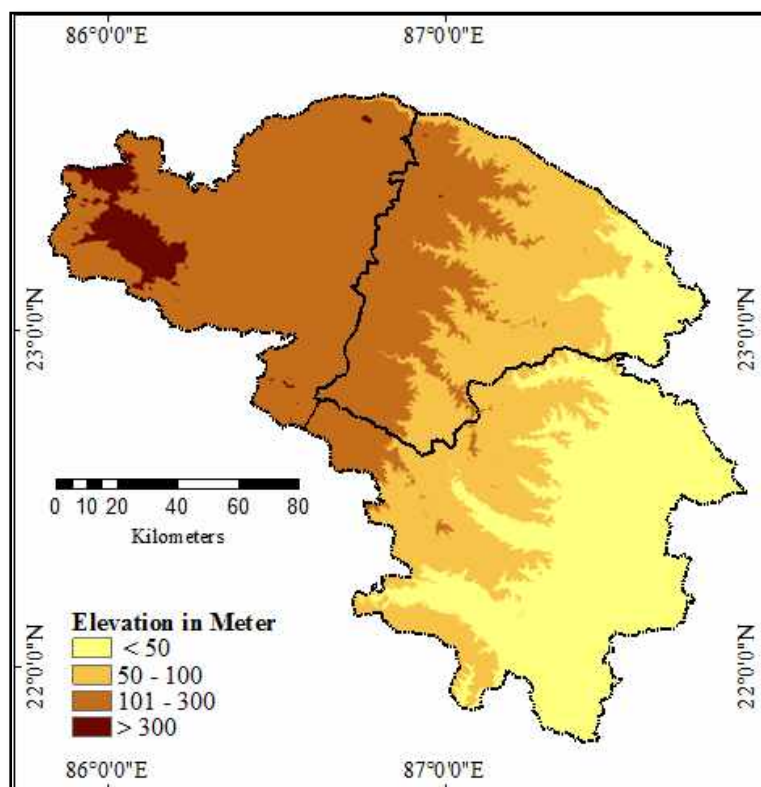 86°0'0"E 87°0'0"E
23°0'0"N 23°0'0"N
0 10 20 40 60 80
Kilometers
Elevation in Meter
< 50
50 - 100
101 - 300
> 300
22°0'0"N 22°0'0"N
86°0'0"E 87°0'0"E